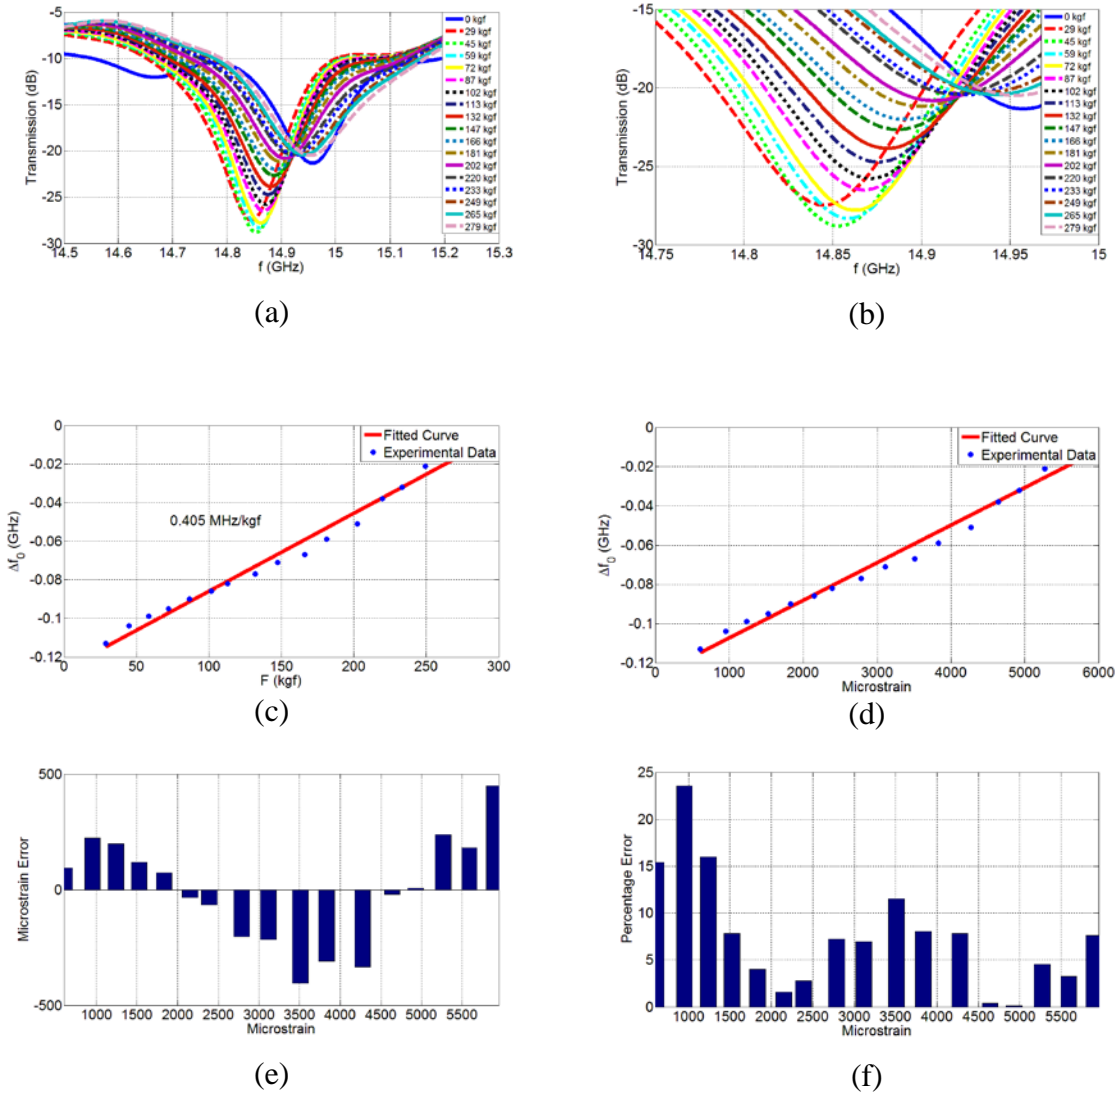 -5
-10
-15
-20
-25
-30
Transmission (dB)
14.5 14.6 14.7 14.8 14.9 15 15.1 15.2 15.3
f (GHz)
0 kgf
29 kgf
45 kgf
59 kgf
72 kgf
87 kgf
102 kgf
113 kgf
132 kgf
147 kgf
166 kgf
181 kgf
202 kgf
220 kgf
233 kgf
249 kgf
265 kgf
279 kgf
(a)
-15
-20
-25
-30
Transmission (dB)
14.75 14.8 14.85 14.9 14.95 15
f (GHz)
0 kgf
29 kgf
45 kgf
59 kgf
72 kgf
87 kgf
102 kgf
113 kgf
132 kgf
147 kgf
166 kgf
181 kgf
202 kgf
220 kgf
233 kgf
249 kgf
265 kgf
279 kgf
(b)
0
-0.02
-0.04
-0.06
-0.08
-0.1
-0.12
Δf0 (GHz)
Fitted Curve
Experimental Data
0.405 MHz/kgf
0 50 100 150 200 250 300
F (kgf)
(c)
0
-0.02
-0.04
-0.06
-0.08
-0.1
-0.12
Δf0 (GHz)
Fitted Curve
Experimental Data
0 1000 2000 3000 4000 5000 6000
Microstrain
(d)
500
0
-500
Microstrain Error
1000 1500 2000 2500 3000 3500 4000 4500 5000 5500
Microstrain
(e)
25
20
15
10
5
0
Percentage Error
1000 1500 2000 2500 3000 3500 4000 4500 5000 5500
Microstrain
(f)